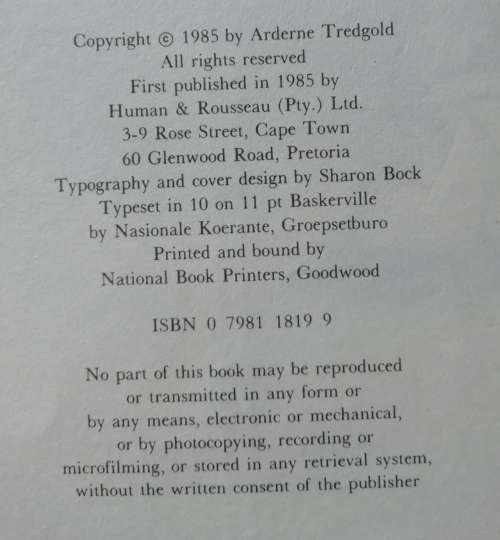 Copyright © 1985 by Arderne Tredgold
All rights reserved
First published in 1985 by
Human & Rousseau (Pty.) Ltd.
3-9 Rose Street, Cape Town
60 Glenwood Road, Pretoria
Typography and cover design by Sharon Bock
Typeset in 10 on 11 pt Baskerville
by Nasionale Koerante, Groepsetburo
Printed and bound by
National Book Printers, Goodwood
ISBN 0 7981 1819 9
No part of this book may be reproduced
or transmitted in any form or
by any means, electronic or mechanical,
or by photocopying, recording or
microfilming, or stored in any retrieval system,
without the written consent of the publisher